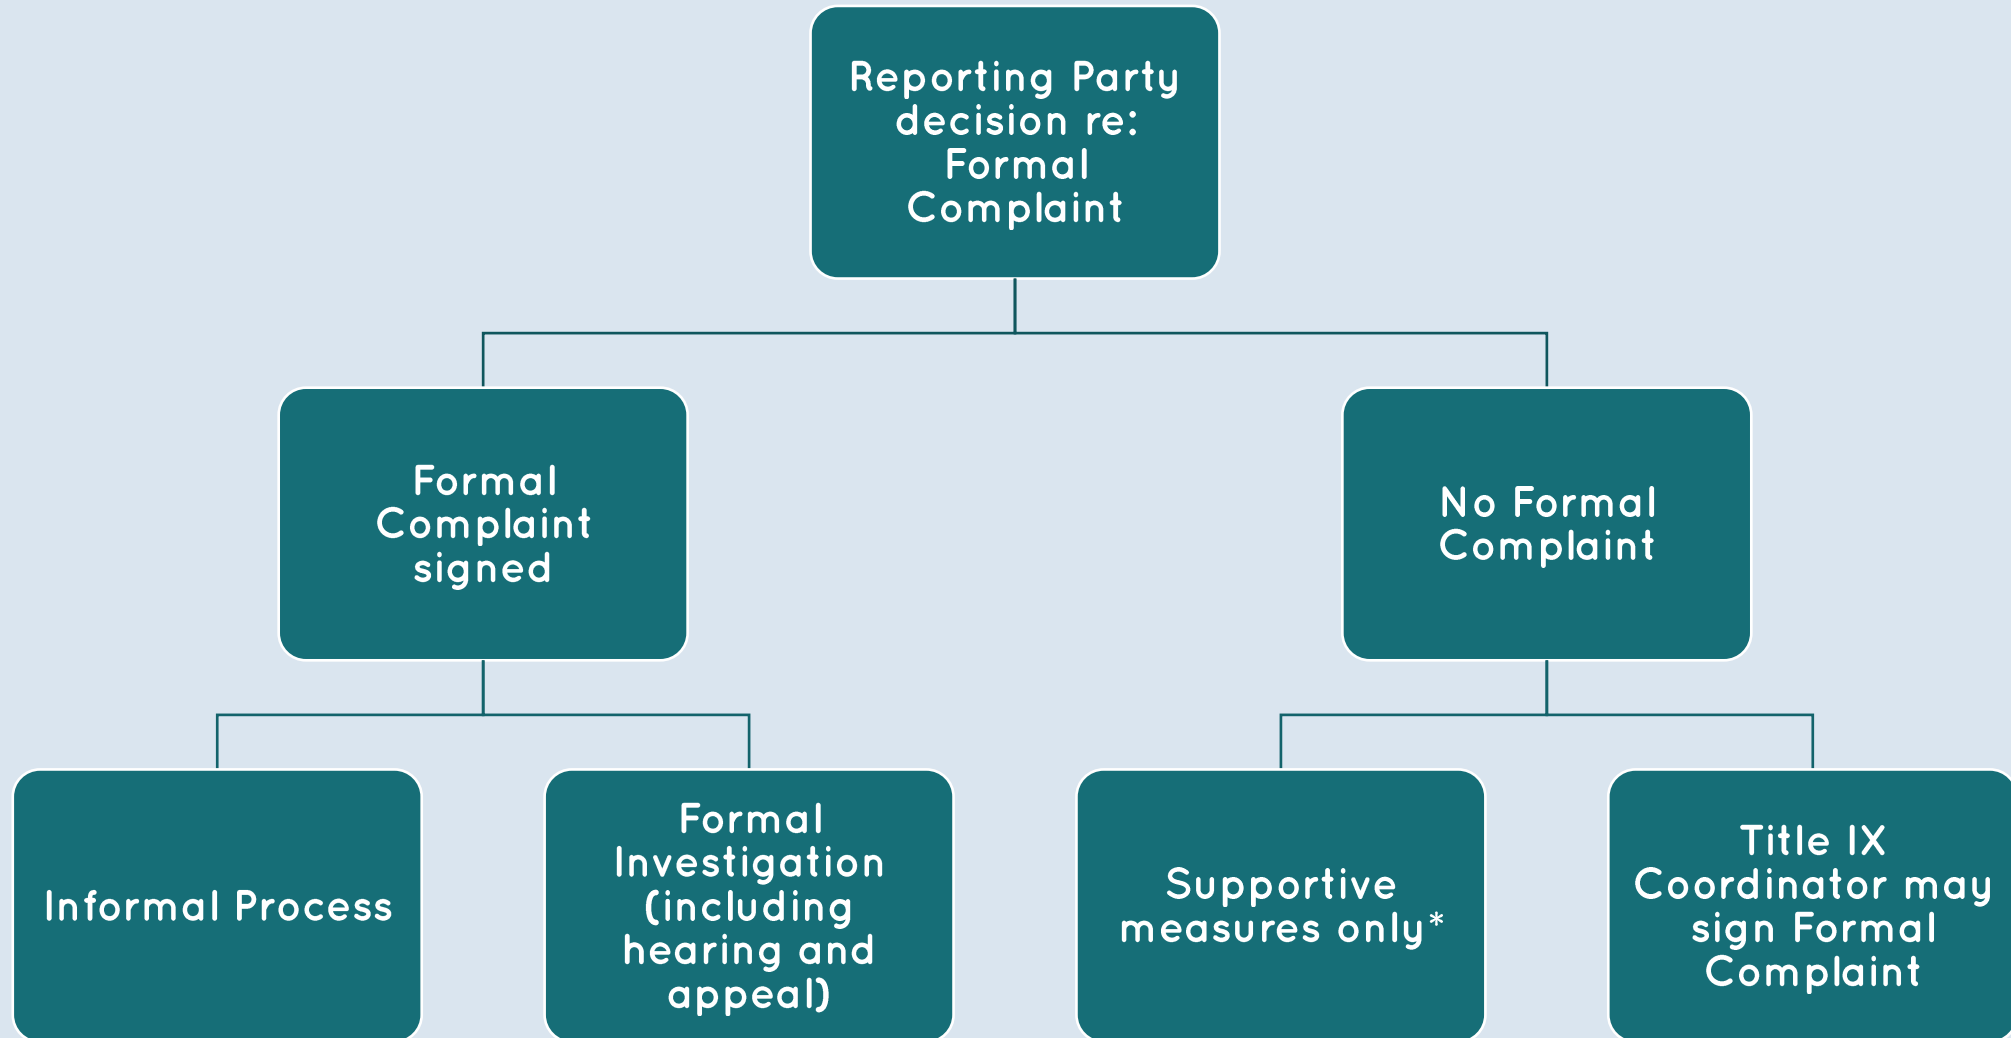 Reporting Party
decision re:
Formal
Complaint
Formal
Complaint
signed
No Formal
Complaint
Informal Process
Formal
Investigation
(including
hearing and
appeal)
Supportive
measures only*
Title IX
Coordinator may
sign Formal
Complaint